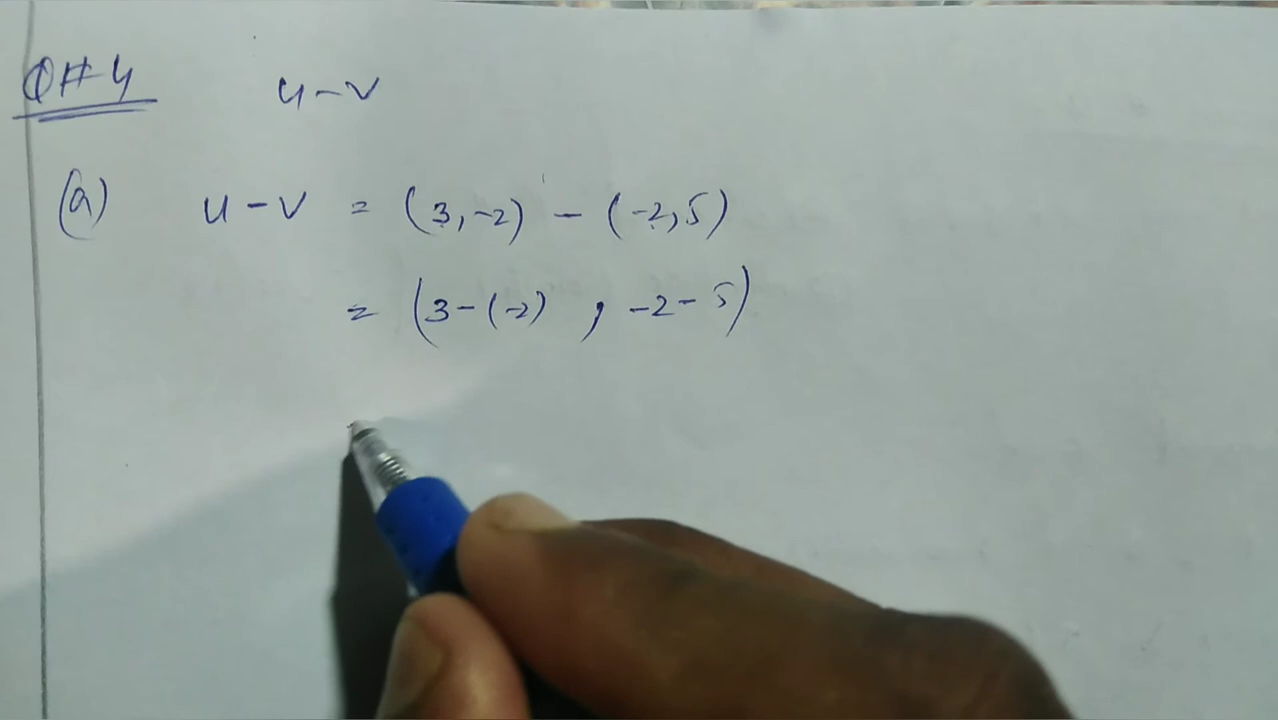 Q#4 u-v
(a) u-v = (3,-2) - (-2,5)
= (3-(-2) , -2-5)